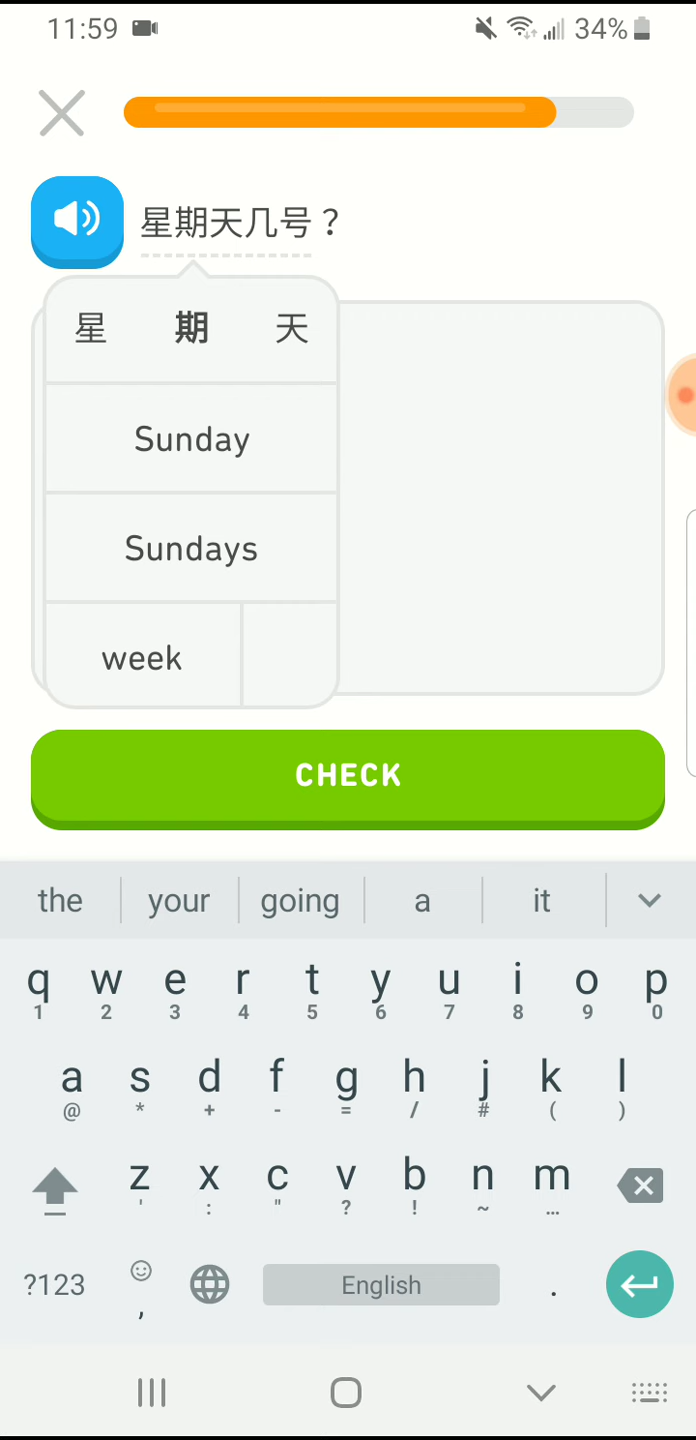 11:59 34%
星期天几号？
星 期 天
Sunday
Sundays
week
CHECK
the your going a it
q w e r t y u i o p
1 2 3 4 5 6 7 8 9 0
a s d f g h j k l
@ * + - = / # ( )
z x c v b n m
' : " ? ! ~ …
?123 , English .